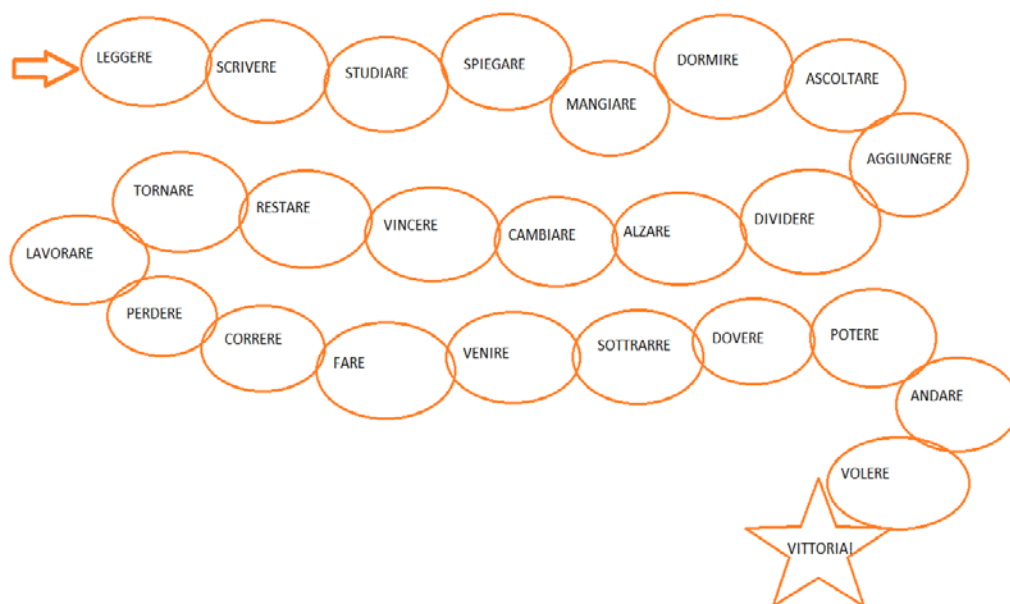 LEGGERE
SCRIVERE
STUDIARE
SPIEGARE
MANGIARE
DORMIRE
ASCOLTARE
AGGIUNGERE
DIVIDERE
ALZARE
CAMBIARE
VINCERE
RESTARE
TORNARE
LAVORARE
PERDERE
CORRERE
FARE
VENIRE
SOTTRARRE
DOVERE
POTERE
ANDARE
VOLERE
VITTORIA|